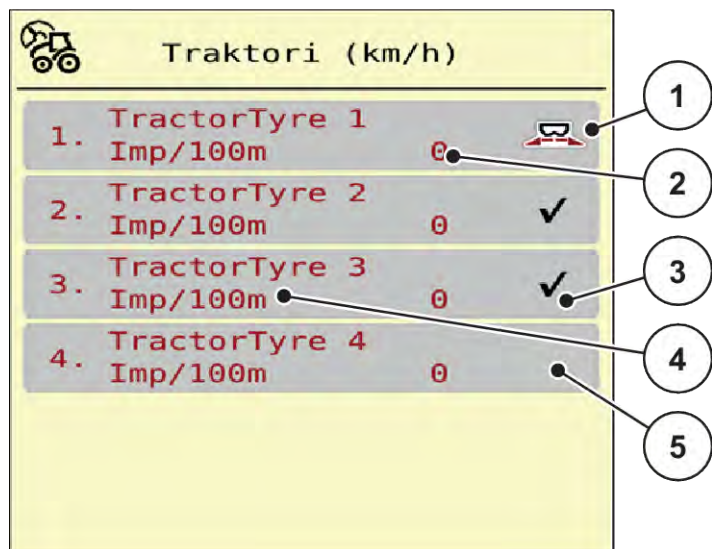 Traktori (km/h)
1. TractorTyre 1
Imp/100m 0
2. TractorTyre 2
Imp/100m 0
3. TractorTyre 3
Imp/100m 0
4. TractorTyre 4
Imp/100m 0
1
2
3
4
5